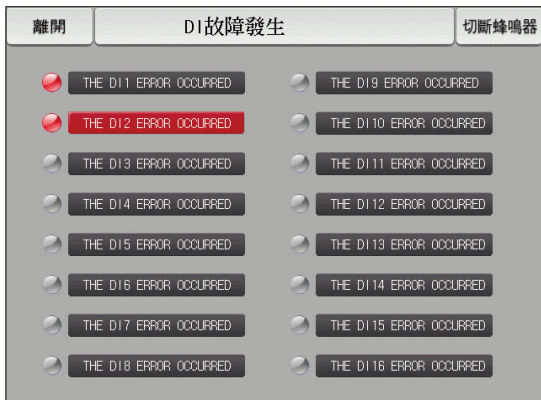 離開
DI故障發生
切斷蜂鳴器
THE DI1 ERROR OCCURRED
THE DI2 ERROR OCCURRED
THE DI3 ERROR OCCURRED
THE DI4 ERROR OCCURRED
THE DI5 ERROR OCCURRED
THE DI6 ERROR OCCURRED
THE DI7 ERROR OCCURRED
THE DI8 ERROR OCCURRED
THE DI9 ERROR OCCURRED
THE DI10 ERROR OCCURRED
THE DI11 ERROR OCCURRED
THE DI12 ERROR OCCURRED
THE DI13 ERROR OCCURRED
THE DI14 ERROR OCCURRED
THE DI15 ERROR OCCURRED
THE DI16 ERROR OCCURRED